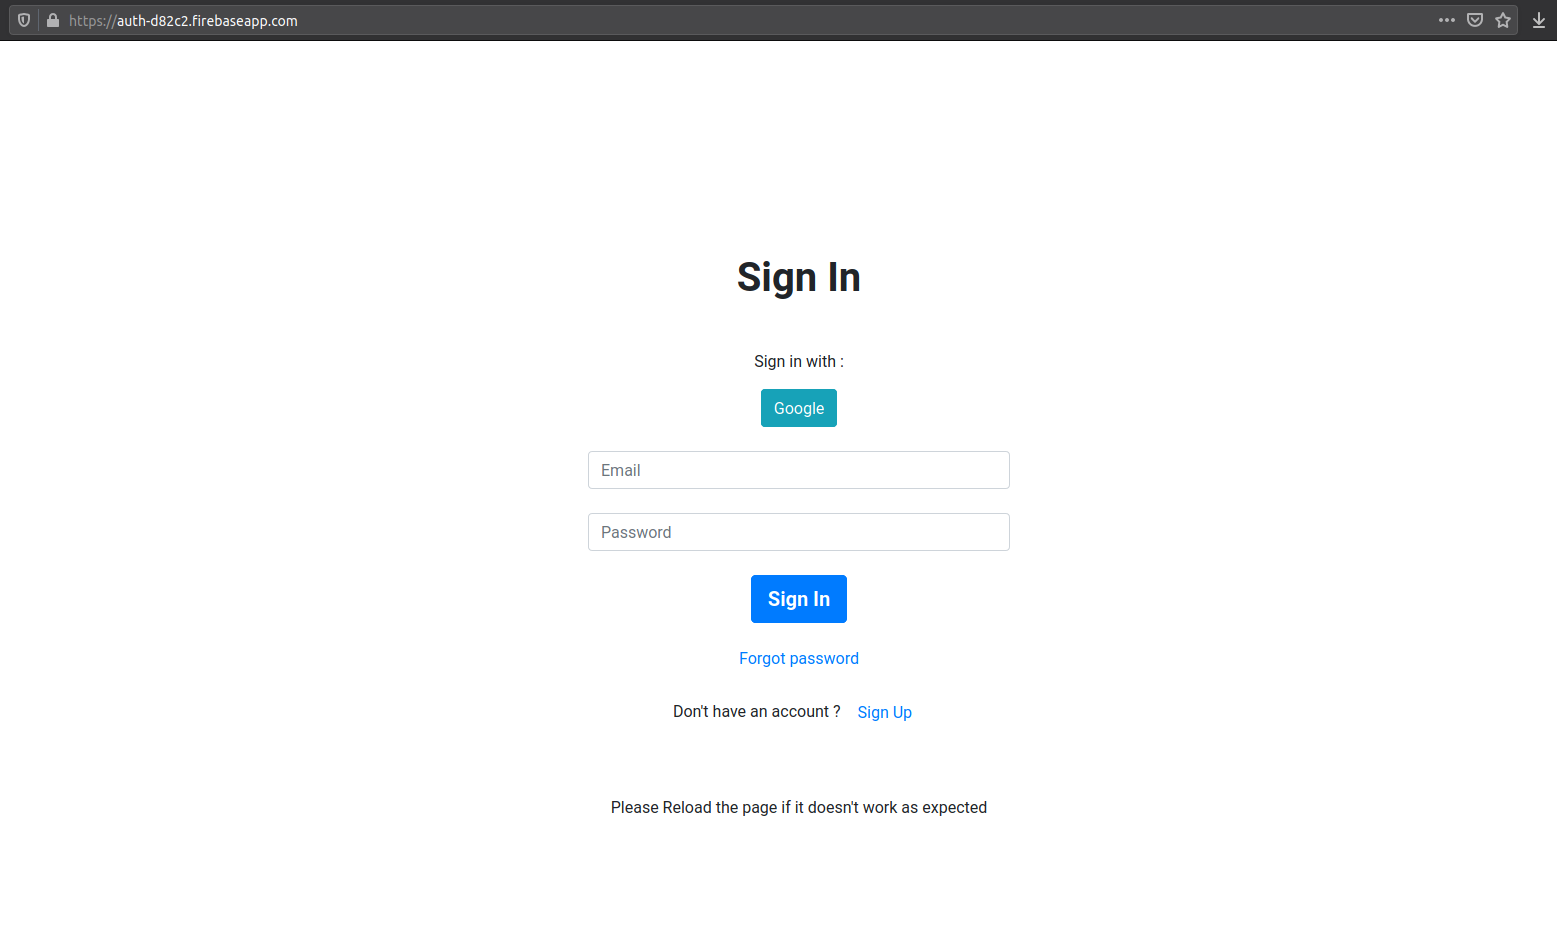 https://auth-d82c2.firebaseapp.com
Sign In
Sign in with :
Google
Email
Password
Sign In
Forgot password
Don't have an account ? Sign Up
Please Reload the page if it doesn't work as expected